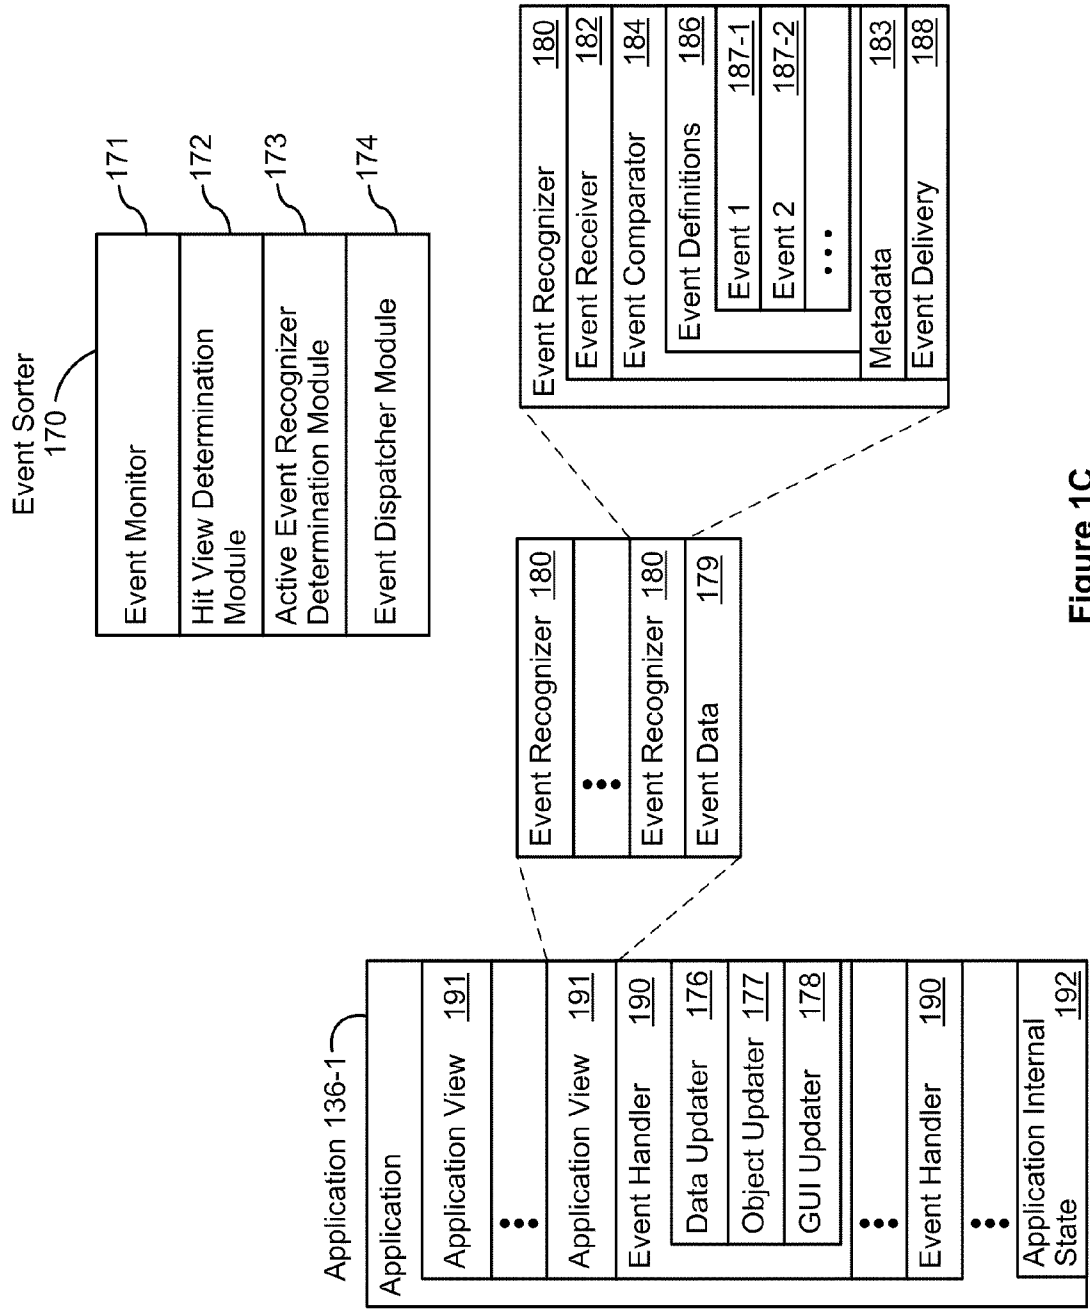 Event Sorter
170
Event Monitor
171
Hit View Determination
Module
172
Active Event Recognizer
Determination Module
173
Event Dispatcher Module
174
Application 136-1
Application
Application View 191
•••
Application View 191
Event Handler 190
Data Updater 176
Object Updater 177
GUI Updater 178
•••
Event Handler 190
•••
Application Internal
State 192
Event Recognizer 180
•••
Event Recognizer 180
Event Data 179
Event Recognizer 180
Event Receiver 182
Event Comparator 184
Event Definitions 186
Event 1 187-1
Event 2 187-2
•••
Metadata 183
Event Delivery 188
Figure 1C